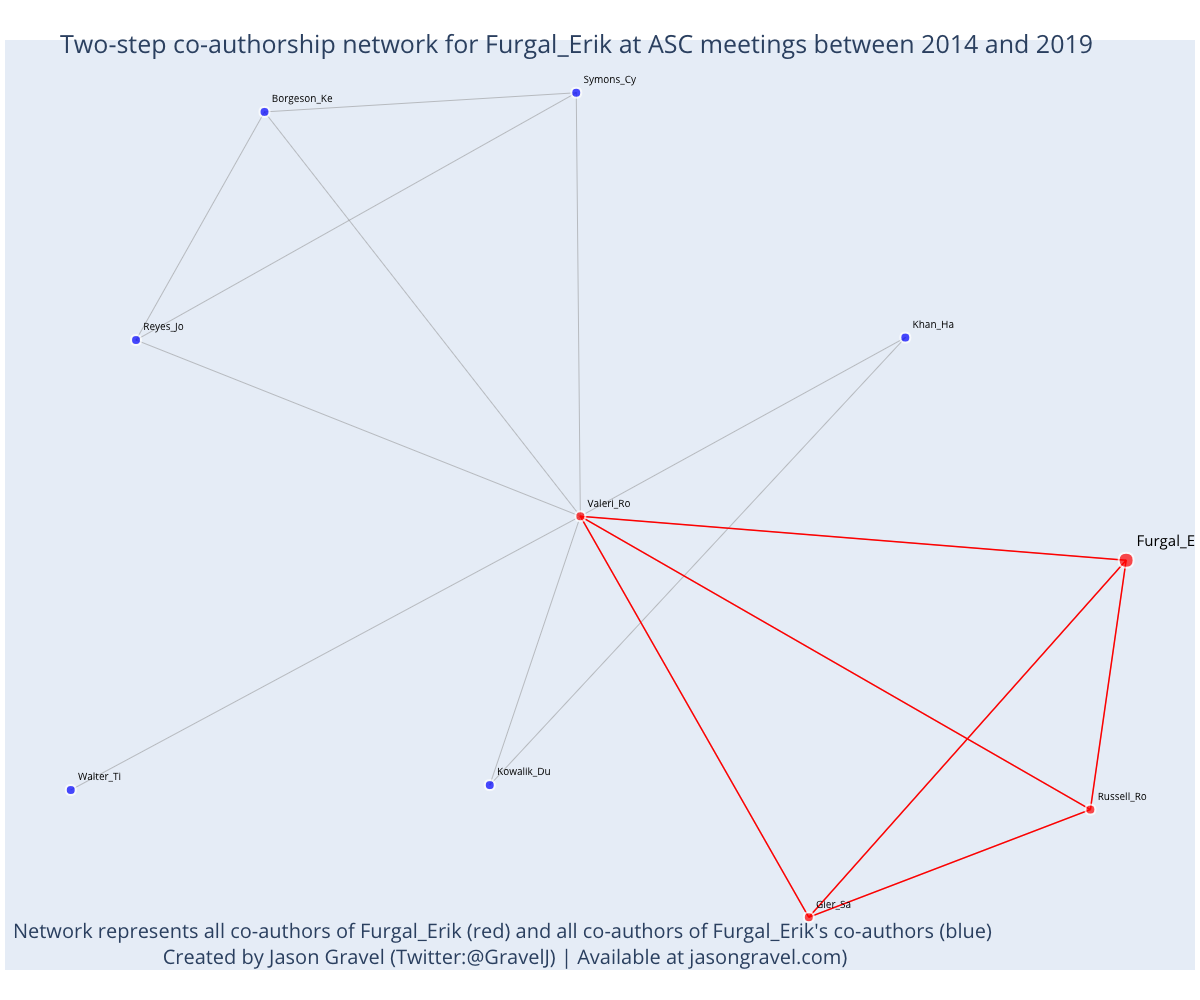 Two-step co-authorship network for Furgal_Erik at ASC meetings between 2014 and 2019
Symons_Cy
Borgeson_Ke
Reyes_Jo
Khan_Ha
Valeri_Ro
Furgal_E
Kowalik_Du
Walter_Ti
Russell_Ro
Gier_Sa
Network represents all co-authors of Furgal_Erik (red) and all co-authors of Furgal_Erik's co-authors (blue)
Created by Jason Gravel (Twitter:@GravelJ) | Available at jasongravel.com)